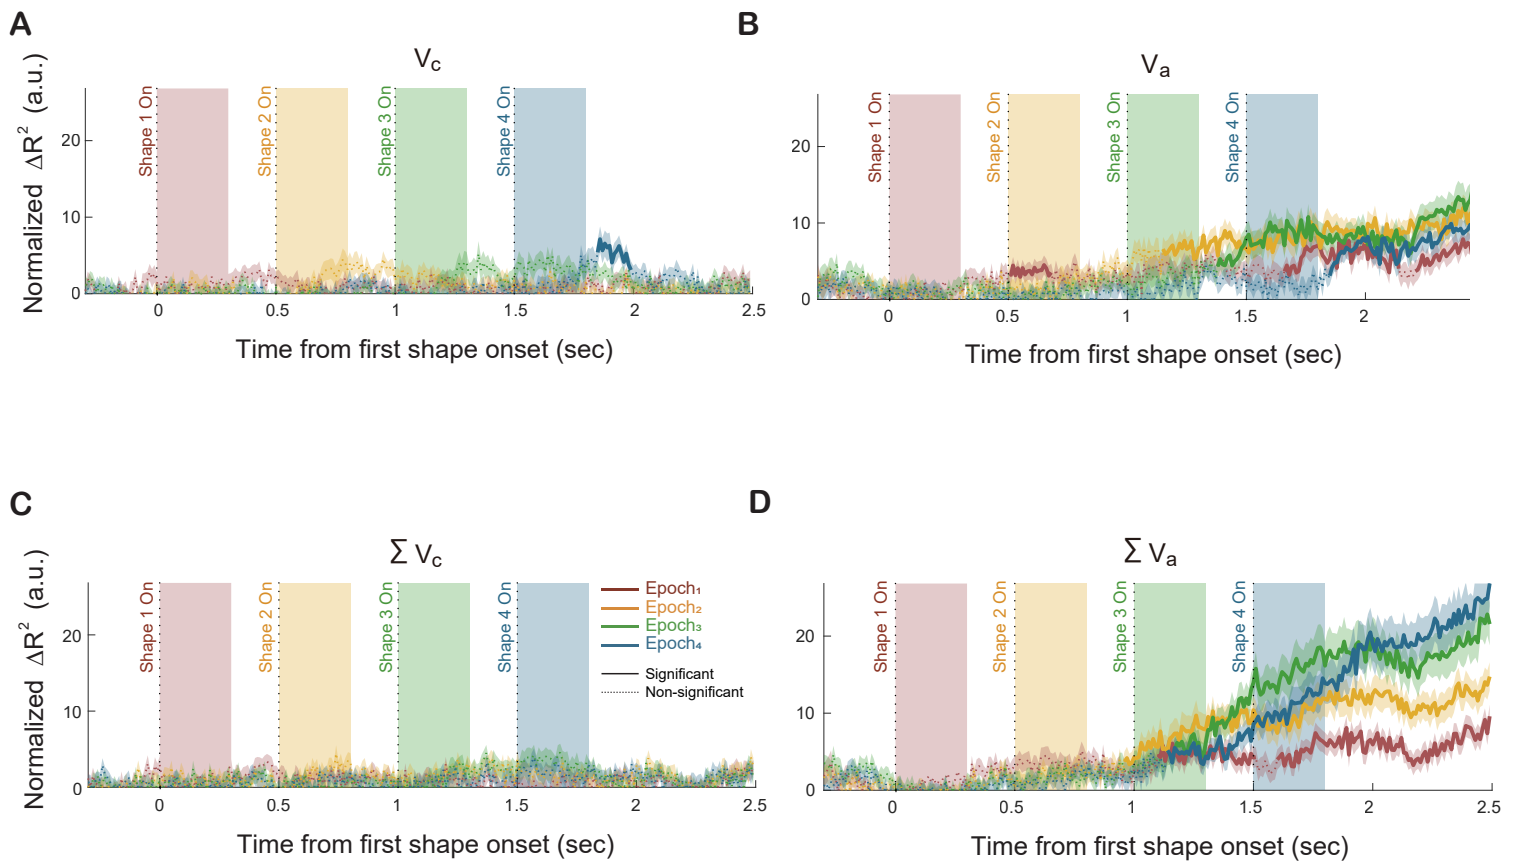 A
V_c
Normalized ΔR² (a.u.)
20
10
0
Shape 1 On
Shape 2 On
Shape 3 On
Shape 4 On
0
0.5
1
1.5
2
2.5
Time from first shape onset (sec)
B
V_a
20
10
0
Shape 1 On
Shape 2 On
Shape 3 On
Shape 4 On
0
0.5
1
1.5
2
Time from first shape onset (sec)
C
Σ V_c
Normalized ΔR² (a.u.)
20
10
0
Shape 1 On
Shape 2 On
Shape 3 On
Shape 4 On
Epoch₁
Epoch₂
Epoch₃
Epoch₄
Significant
Non-significant
0
0.5
1
1.5
2
2.5
Time from first shape onset (sec)
D
Σ V_a
20
10
0
Shape 1 On
Shape 2 On
Shape 3 On
Shape 4 On
0
0.5
1
1.5
2
2.5
Time from first shape onset (sec)